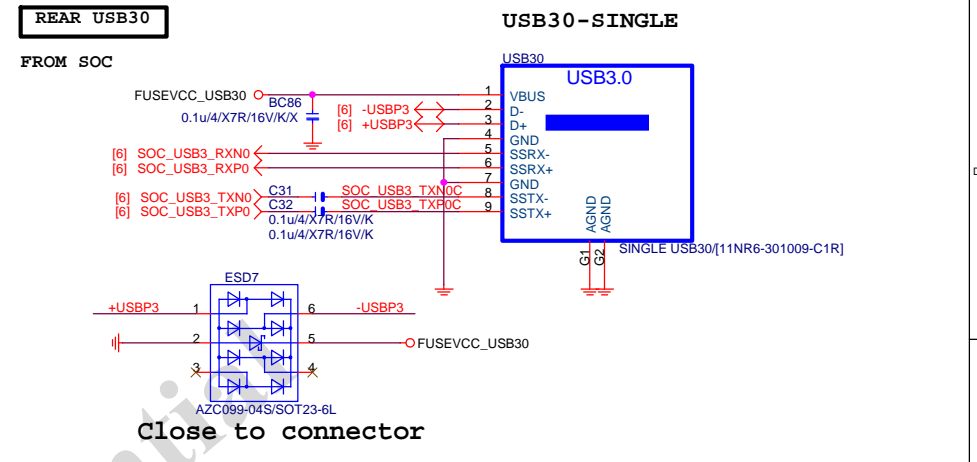 REAR USB30
USB30-SINGLE
FROM SOC
USB30
USB3.0
FUSEVCC_USB30
BC86
0.1u/4/X7R/16V/K/X
[6] -USBP3
[6] +USBP3
1 VBUS
2 D-
3 D+
4 GND
5 SSRX-
6 SSRX+
7 GND
8 SSTX-
9 SSTX+
[6] SOC_USB3_RXN0
[6] SOC_USB3_RXP0
[6] SOC_USB3_TXN0 C31 SOC_USB3_TXN0C
[6] SOC_USB3_TXP0 C32 SOC_USB3_TXP0C
0.1u/4/X7R/16V/K
0.1u/4/X7R/16V/K
AGND
AGND
G1
G2
SINGLE USB30/[11NR6-301009-C1R]
ESD7
+USBP3 1 6 -USBP3
2 5 FUSEVCC_USB30
3 4
AZC099-04S/SOT23-6L
Close to connector